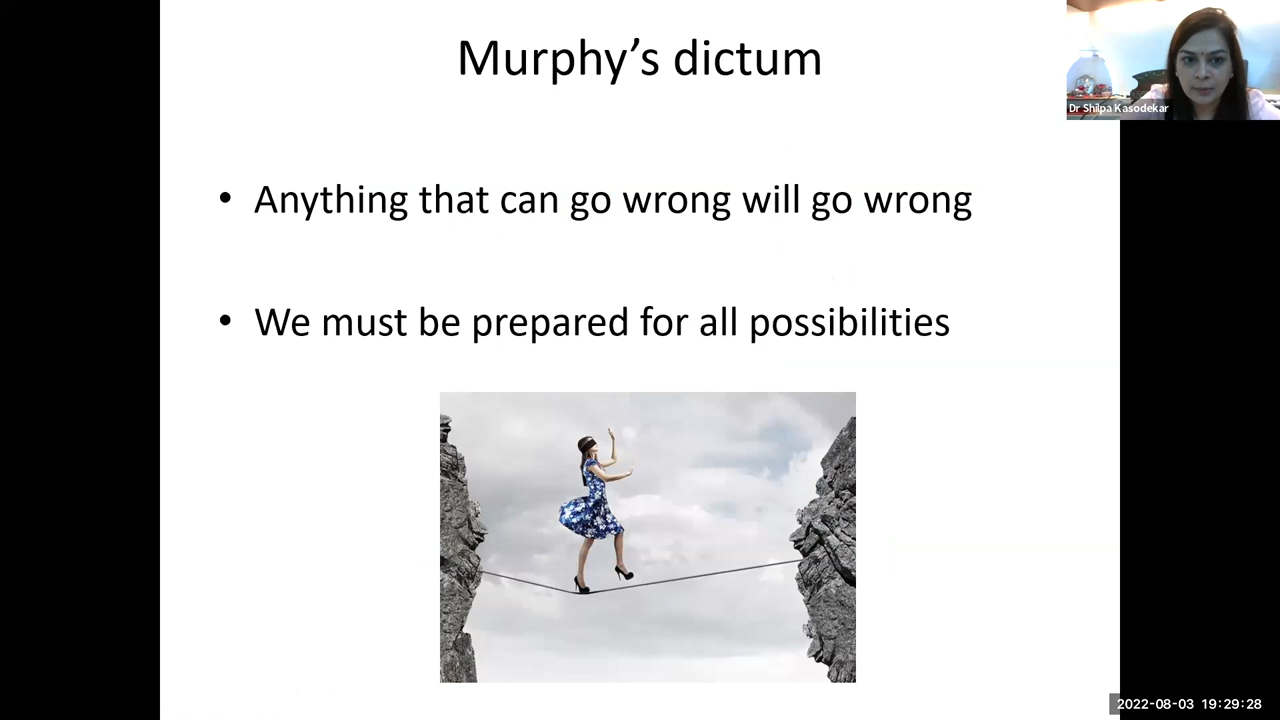 Murphy’s dictum
Dr Shilpa Kasodekar
• Anything that can go wrong will go wrong
• We must be prepared for all possibilities
2022-08-03 19:29:28